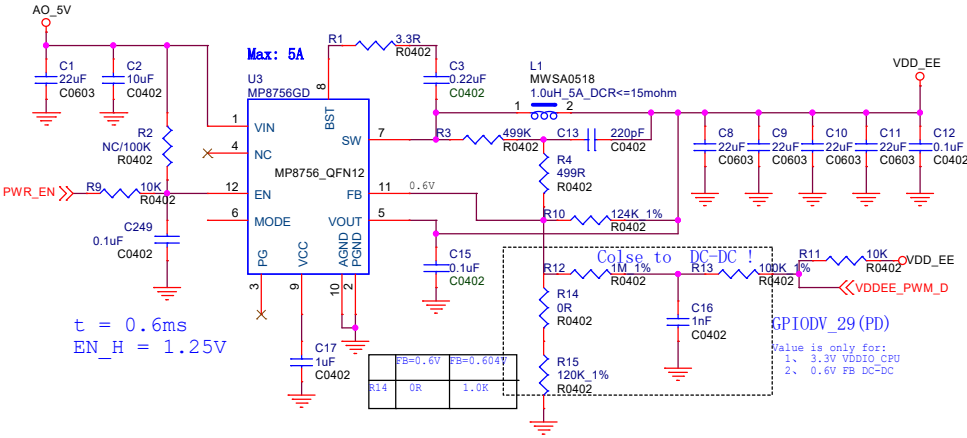 AO_5V
C1
22uF
C0603
C2
10uF
C0402
R2
NC/100K
R0402
PWR_EN
R9
10K
R0402
C249
0.1uF
C0402
Max: 5A
U3
MP8756GD
MP8756_QFN12
1
VIN
4
NC
12
EN
6
MODE
8
BST
7
SW
11
FB
5
VOUT
3
PG
9
VCC
10
AGND
2
PGND
0.6V
R1
3.3R
R0402
C3
0.22uF
C0402
L1
MWSA0518
1.0uH_5A_DCR<=15mohm
1
2
R3
499K
R0402
C13
220pF
C0402
R4
499R
R0402
R10
124K_1%
R0402
C15
0.1uF
C0402
VDD_EE
C8
22uF
C0603
C9
22uF
C0603
C10
22uF
C0603
C11
22uF
C0603
C12
0.1uF
C0402
Colse to DC-DC !
R12
1M_1%
R0402
R13
100K_1%
R0402
R11
10K
R0402
VDD_EE
VDDEE_PWM_D
R14
0R
R0402
C16
1nF
C0402
R15
120K_1%
R0402
GPIODV_29(PD)
Value is only for:
1、 3.3V VDDIO_CPU
2、 0.6V FB DC-DC
t = 0.6ms
EN_H = 1.25V
C17
1uF
C0402
FB=0.6V FB=0.604V
R14 0R 1.0K